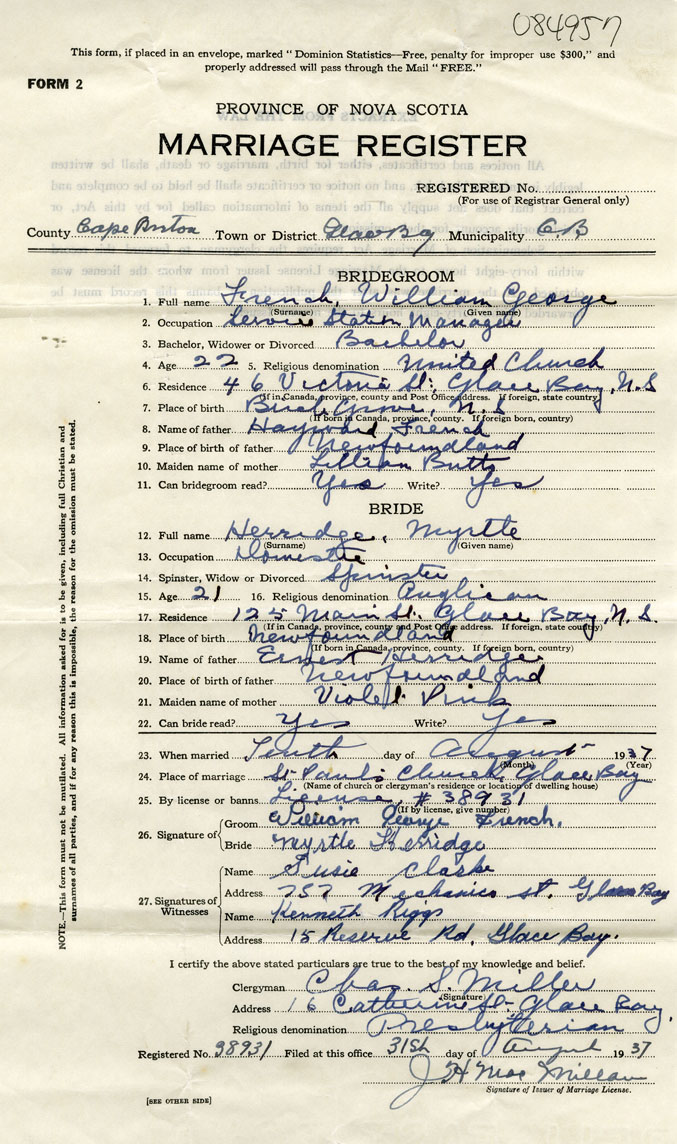 084957
This form, if placed in an envelope, marked "Dominion Statistics—Free, penalty for improper use $300," and
properly addressed will pass through the Mail "FREE."
FORM 2
PROVINCE OF NOVA SCOTIA
MARRIAGE REGISTER
REGISTERED No.
(For use of Registrar General only)
County Cape Breton Town or District Glace Bay Municipality C.B
BRIDEGROOM
1. Full name French, William George
(Surname) (Given name)
2. Occupation Service Station Manager
3. Bachelor, Widower or Divorced Bachelor
4. Age 22 5. Religious denomination United Church
6. Residence 46 Victoria St; Glace Bay, N.S
(If in Canada, province, county and Post Office address. If foreign, state country)
7. Place of birth Birch Grove, N.S
(If born in Canada, province, county. If foreign born, country)
8. Name of father Hayward French
9. Place of birth of father Newfoundland
10. Maiden name of mother Lillian Butts
11. Can bridegroom read? Yes Write? Yes
BRIDE
12. Full name Herridge, Myrtle
(Surname) (Given name)
13. Occupation Domestic
14. Spinster, Widow or Divorced Spinster
15. Age 21 16. Religious denomination Anglican
17. Residence 125 Main St. Glace Bay, N.S.
(If in Canada, province, county and Post Office address. If foreign, state country)
18. Place of birth Newfoundland
(If born in Canada, province, county. If foreign born, country)
19. Name of father Ernest Herridge
20. Place of birth of father Newfoundland
21. Maiden name of mother Violet Pink
22. Can bride read? Yes Write? Yes
23. When married Tenth day of August 1937
(Month) (Year)
24. Place of marriage St. Paul's Church, Glace Bay
(Name of church or clergyman's residence or location of dwelling house)
25. By license or banns License, # 38931
(If by license, give number)
26. Signature of Groom William George French.
Bride Myrtle Herridge
27. Signatures of Witnesses
Name Susie Clarke
Address 757 Mechanics st. Glace Bay
Name Kenneth Riggs
Address 15 Reserve Rd, Glace Bay.
I certify the above stated particulars are true to the best of my knowledge and belief.
Clergyman Chas. S. Miller
(Signature)
Address 16 Catherine St. Glace Bay,
Religious denomination Presbyterian
Registered No. 38931 Filed at this office 31st day of August 1937
J H MacMillan
Signature of Issuer of Marriage License.
[SEE OTHER SIDE]
NOTE.—This form must not be mutilated. All information asked for is to be given, including full Christian and
surnames of all parties, and if for any reason this is impossible, the reason for the omission must be stated.